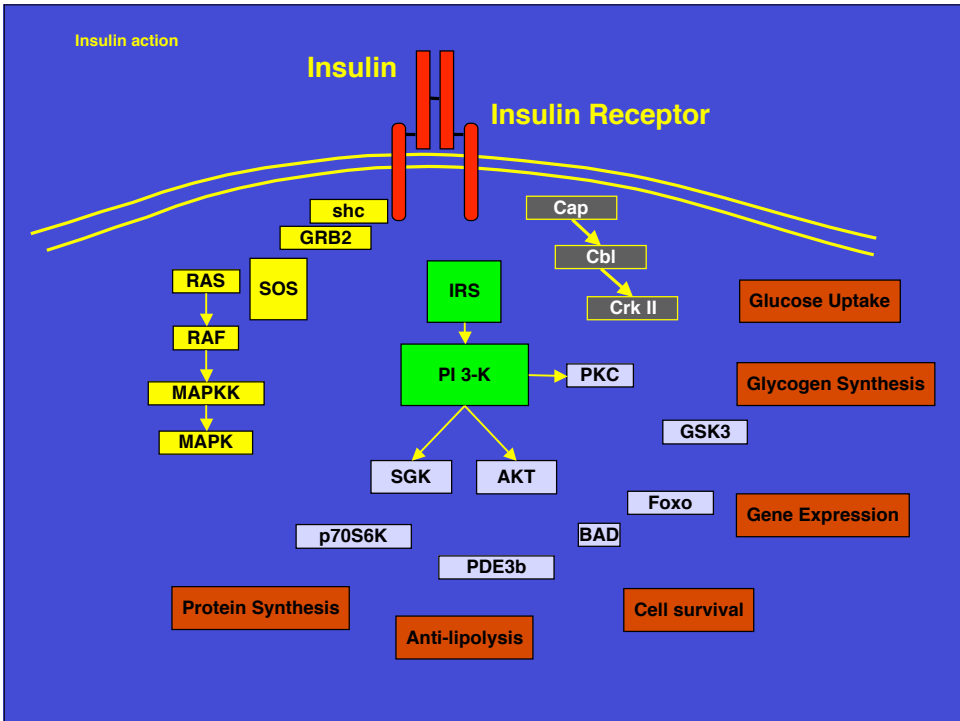 Insulin action
Insulin
Insulin Receptor
shc
GRB2
Cap
Cbl
Crk II
RAS
SOS
IRS
Glucose Uptake
RAF
PI 3-K
PKC
Glycogen Synthesis
MAPKK
MAPK
GSK3
SGK
AKT
Foxo
Gene Expression
p70S6K
BAD
PDE3b
Protein Synthesis
Cell survival
Anti-lipolysis